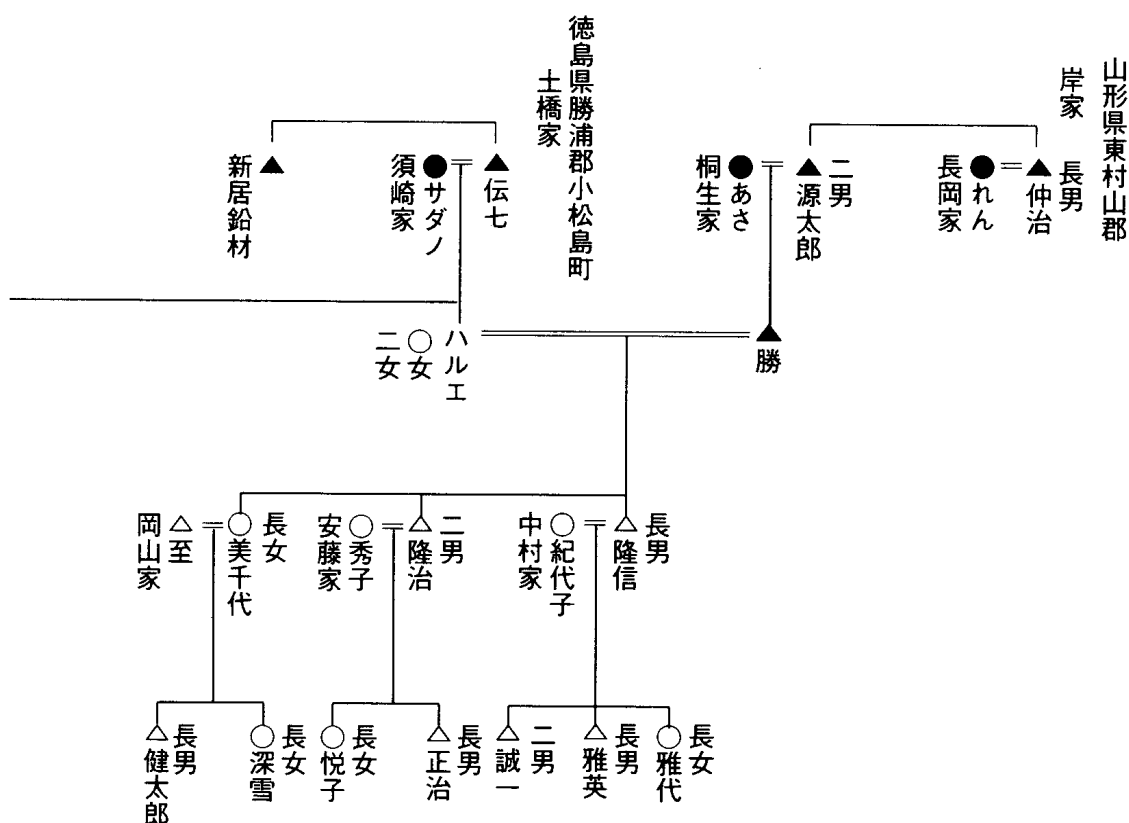 山形県東村山郡
岸家
長男
仲治
れん
長岡家
二男
源太郎
あさ
桐生家
徳島県勝浦郡小松島町
土橋家
伝七
サダノ
須崎家
新居鉛材
勝
ハルエ
女
二女
長男
隆信
紀代子
中村家
二男
隆治
秀子
安藤家
長女
美千代
至
岡山家
長女
雅代
長男
雅英
二男
誠一
長男
正治
長女
悦子
長女
深雪
長男
健太郎